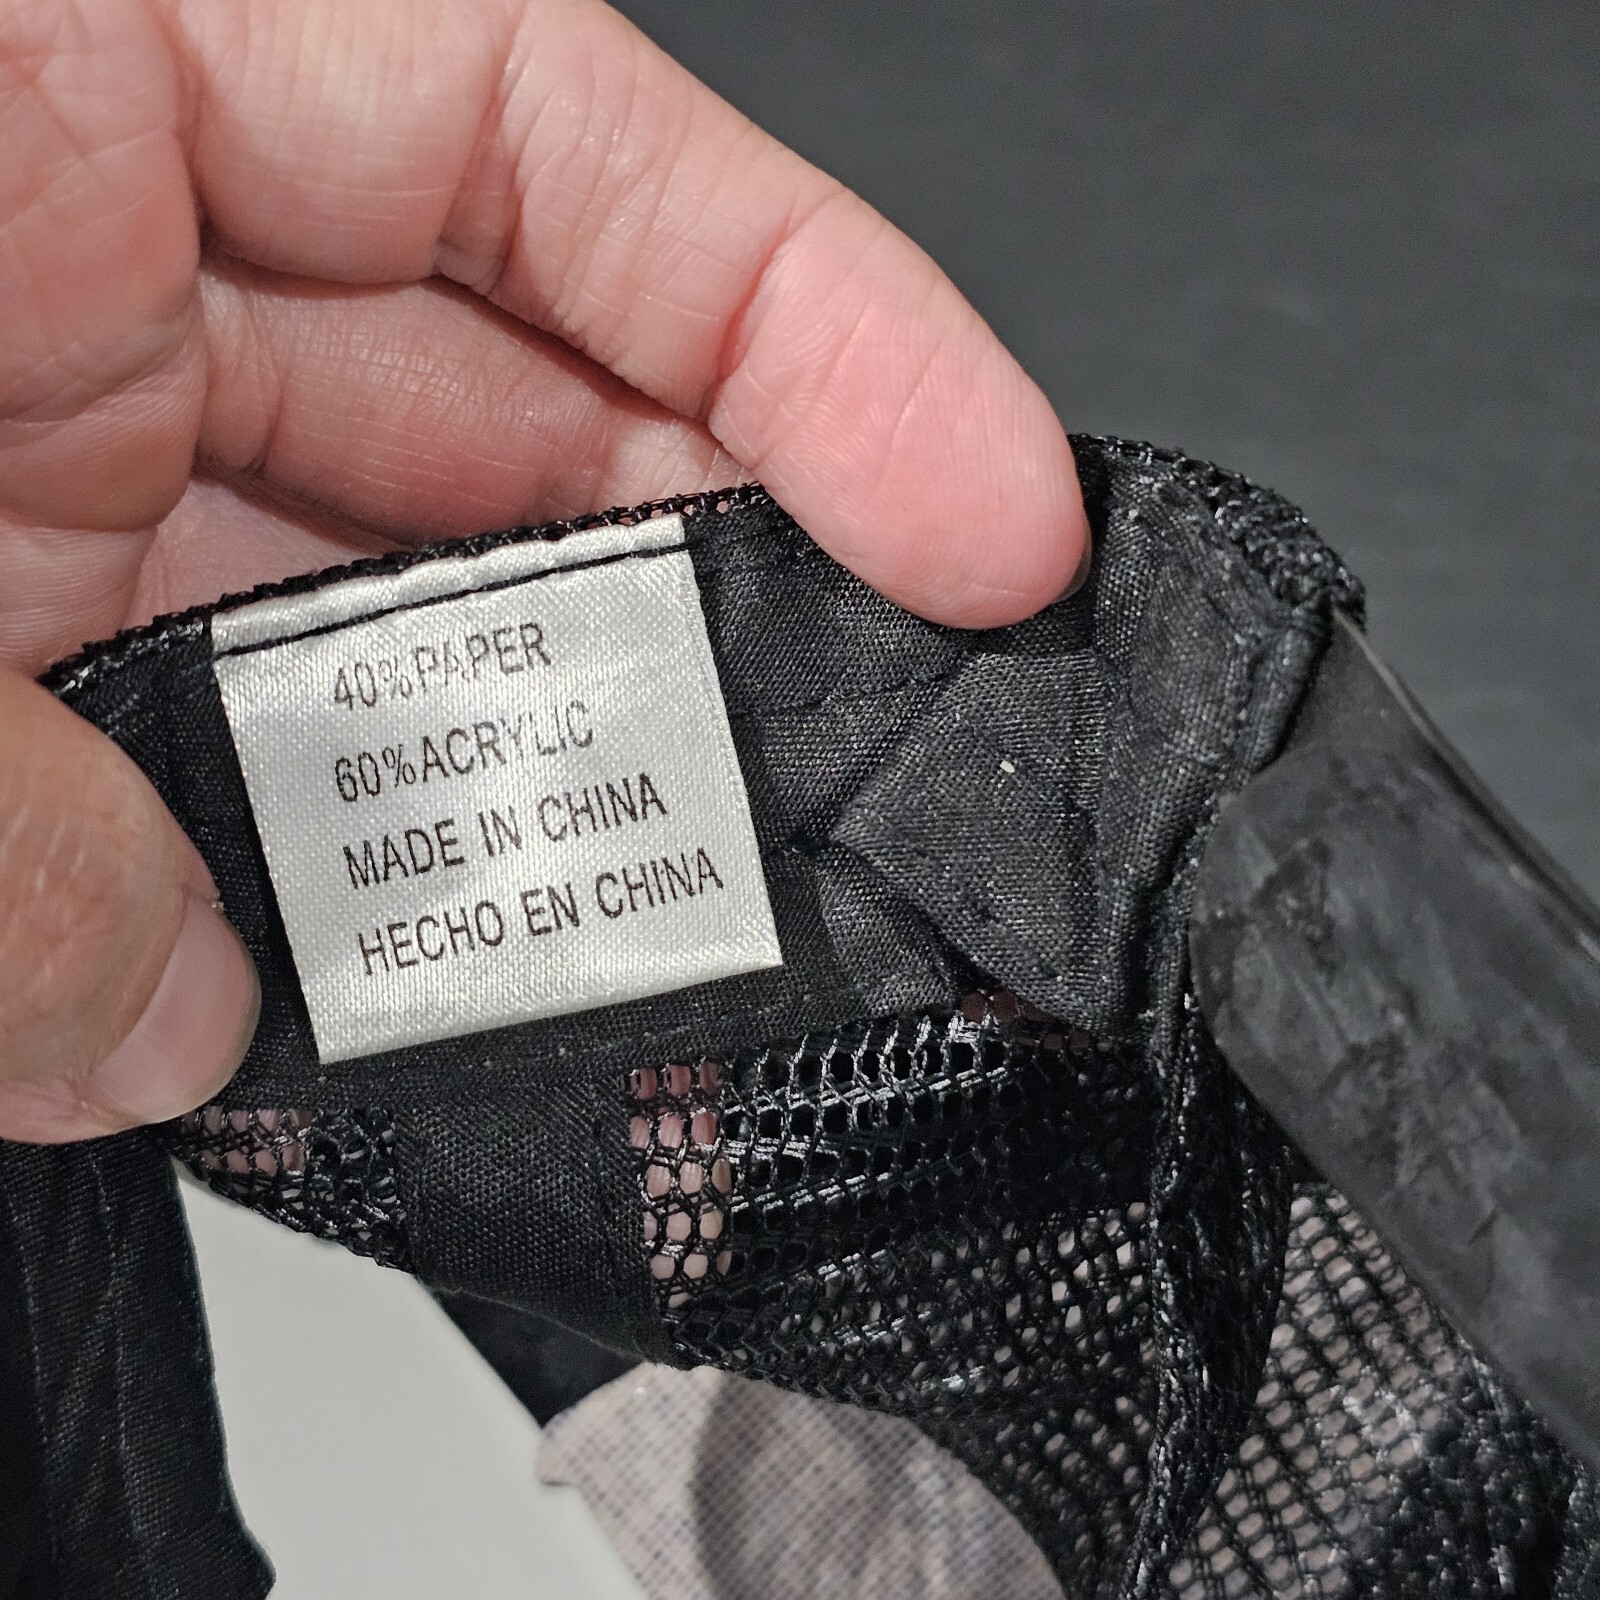 40%PAPER
60%ACRYLIC
MADE IN CHINA
HECHO EN CHINA